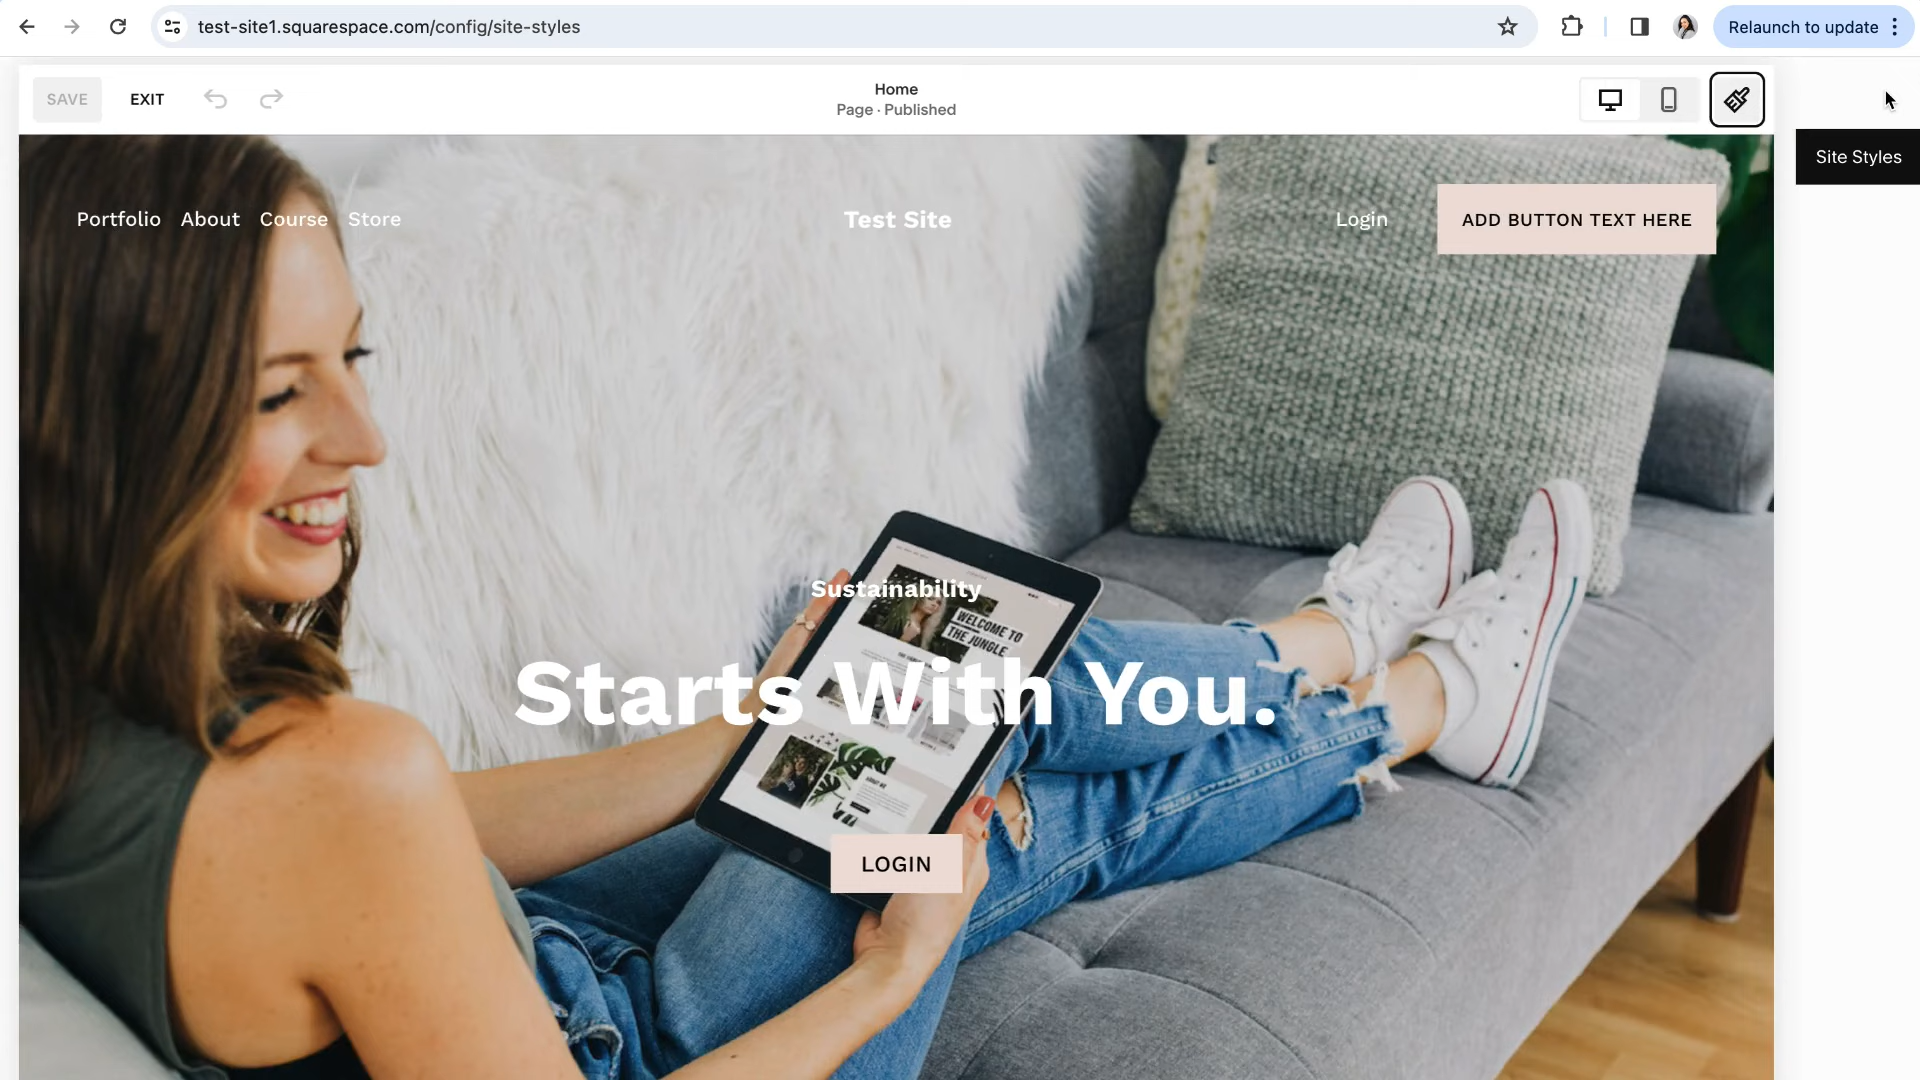 test-site1.squarespace.com/config/site-styles
Relaunch to update
SAVE
EXIT
Home
Page · Published
Site Styles
Portfolio
About
Course
Store
Test Site
Login
ADD BUTTON TEXT HERE
Sustainability
WELCOME TO
THE JUNGLE
Starts With You.
LOGIN